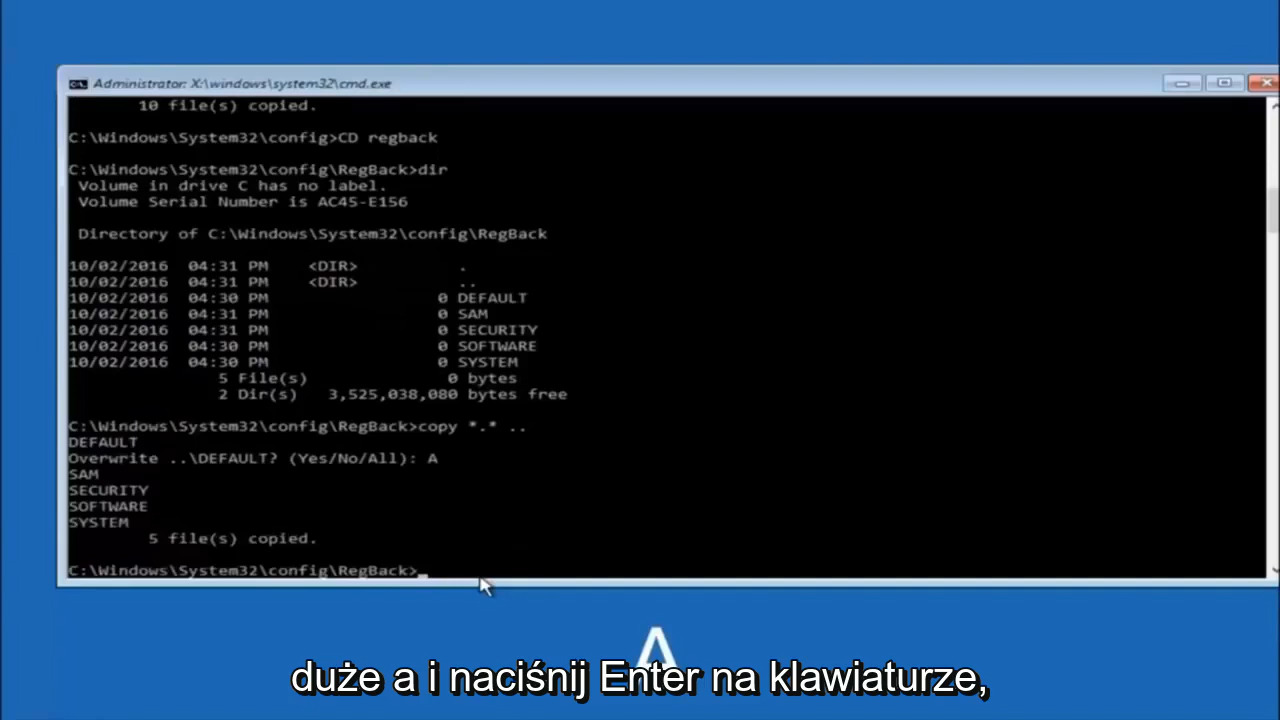 Administrator: X:\windows\system32\cmd.exe
10 file(s) copied.
C:\Windows\System32\config>CD regback
C:\Windows\System32\config\RegBack>dir
Volume in drive C has no label.
Volume Serial Number is AC45-E156
Directory of C:\Windows\System32\config\RegBack
10/02/2016 04:31 PM <DIR> .
10/02/2016 04:31 PM <DIR> ..
10/02/2016 04:30 PM 0 DEFAULT
10/02/2016 04:31 PM 0 SAM
10/02/2016 04:31 PM 0 SECURITY
10/02/2016 04:30 PM 0 SOFTWARE
10/02/2016 04:30 PM 0 SYSTEM
5 File(s) 0 bytes
2 Dir(s) 3,525,038,080 bytes free
C:\Windows\System32\config\RegBack>copy *.* ..
DEFAULT
Overwrite ..\DEFAULT? (Yes/No/All): A
SAM
SECURITY
SOFTWARE
SYSTEM
5 file(s) copied.
C:\Windows\System32\config\RegBack>_
A
duże a i naciśnij Enter na klawiaturze,